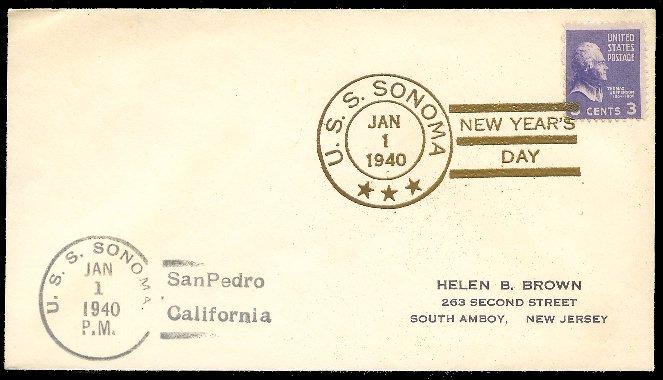 UNITED
STATES
POSTAGE
THOMAS
JEFFERSON
CENTS 3
U. S. S. SONOMA
JAN
1
1940
NEW YEAR'S
DAY
U. S. S. SONOMA.
JAN
1
1940
P.M.
SanPedro
California
HELEN B. BROWN
263 SECOND STREET
SOUTH AMBOY, NEW JERSEY